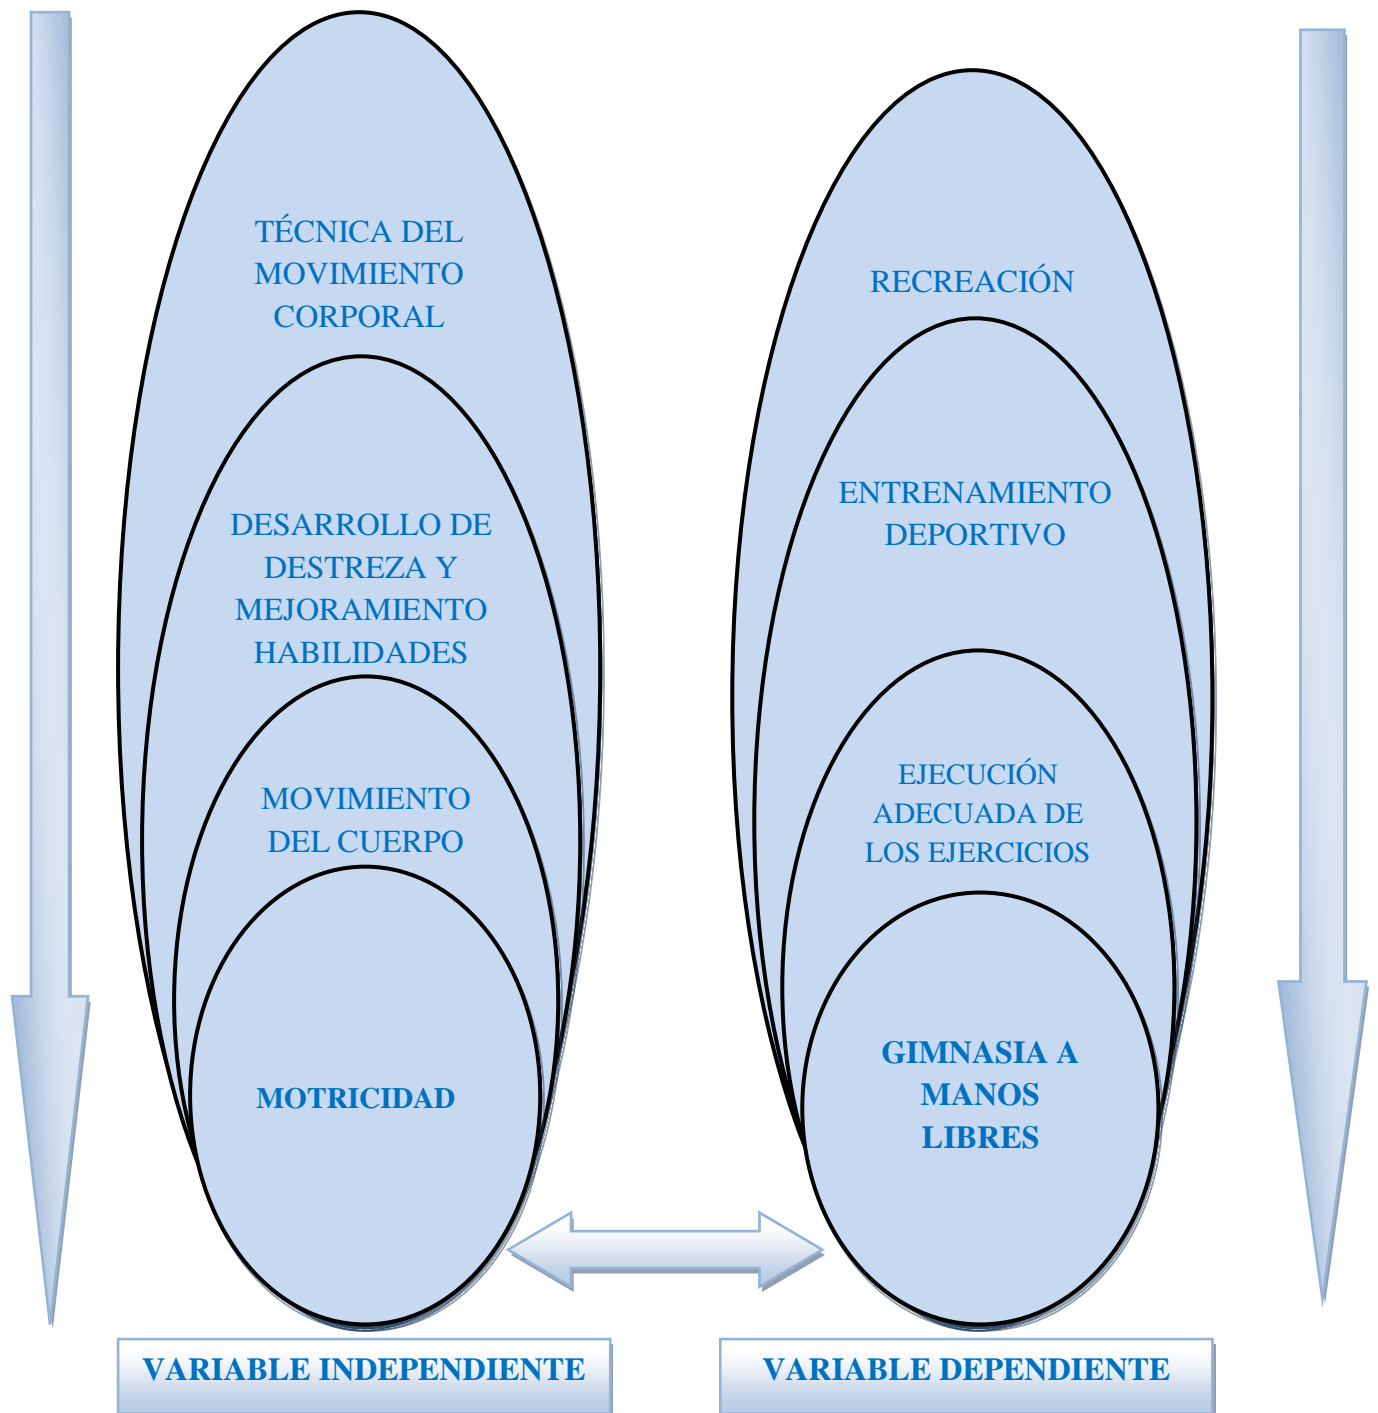 TÉCNICA DEL
MOVIMIENTO
CORPORAL
DESARROLLO DE
DESTREZA Y
MEJORAMIENTO
HABILIDADES
MOVIMIENTO
DEL CUERPO
MOTRICIDAD
VARIABLE INDEPENDIENTE
RECREACIÓN
ENTRENAMIENTO
DEPORTIVO
EJECUCIÓN
ADECUADA DE
LOS EJERCICIOS
GIMNASIA A
MANOS
LIBRES
VARIABLE DEPENDIENTE